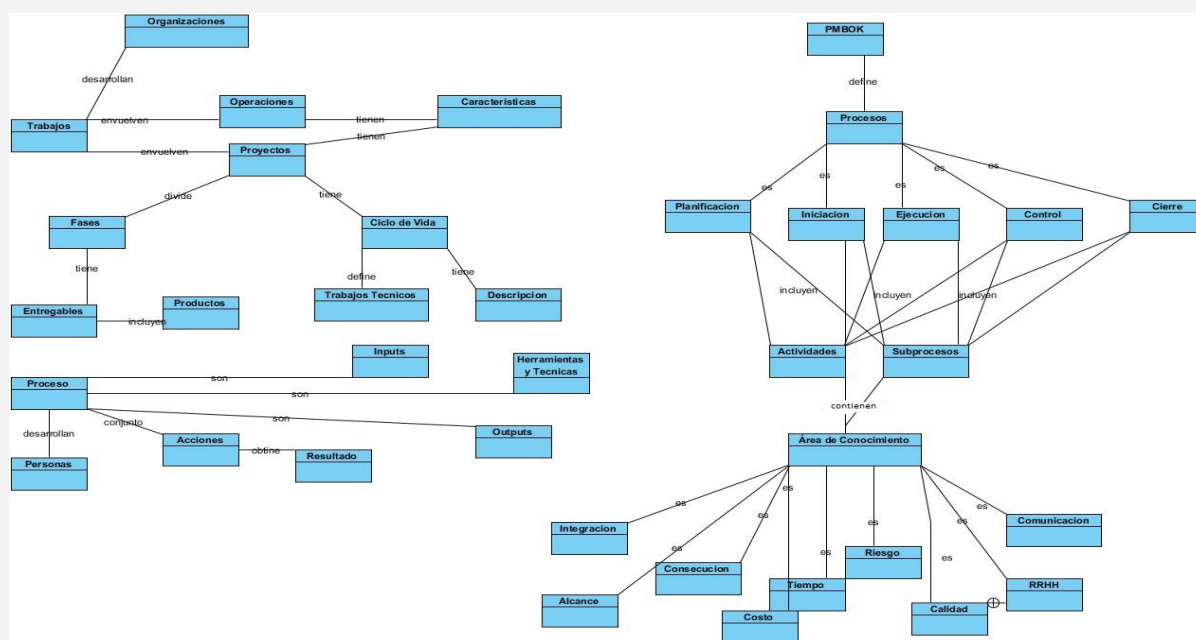 Organizaciones
desarrollan
Operaciones
Caracteristicas
envuelven
tienen
Trabajos
tienen
envuelven
Proyectos
divide
tiene
Fases
Ciclo de Vida
tiene
define
tiene
Trabajos Tecnicos
Descripcion
Productos
Entregables
incluyen
Inputs
Herramientas
y Tecnicas
Proceso
son
son
son
conjunto
desarrollan
Acciones
Outputs
obtine
Resultado
Personas
PMBOK
define
Procesos
es
es
es
es
es
Planificacion
Iniciacion
Ejecucion
Control
Cierre
incluyen
incluyen
incluyen
Actividades
Subprocesos
contienen
Área de Conocimiento
es
es
es
es
es
es
es
es
es
es
Integracion
Comunicacion
Riesgo
Consecucion
Tiempo
RRHH
Alcance
Calidad
Costo